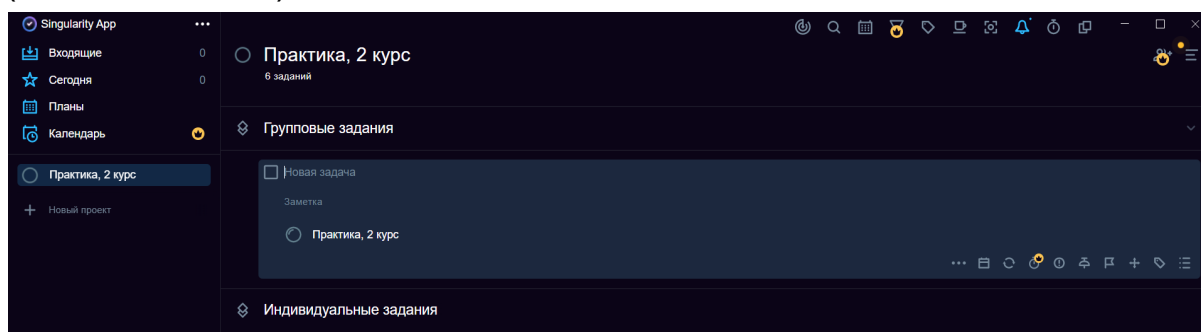 Singularity App
Входящие 0
Сегодня 0
Планы
Календарь
Практика, 2 курс
Новый проект
Практика, 2 курс
6 заданий
Групповые задания
Новая задача
Заметка
Практика, 2 курс
Индивидуальные задания